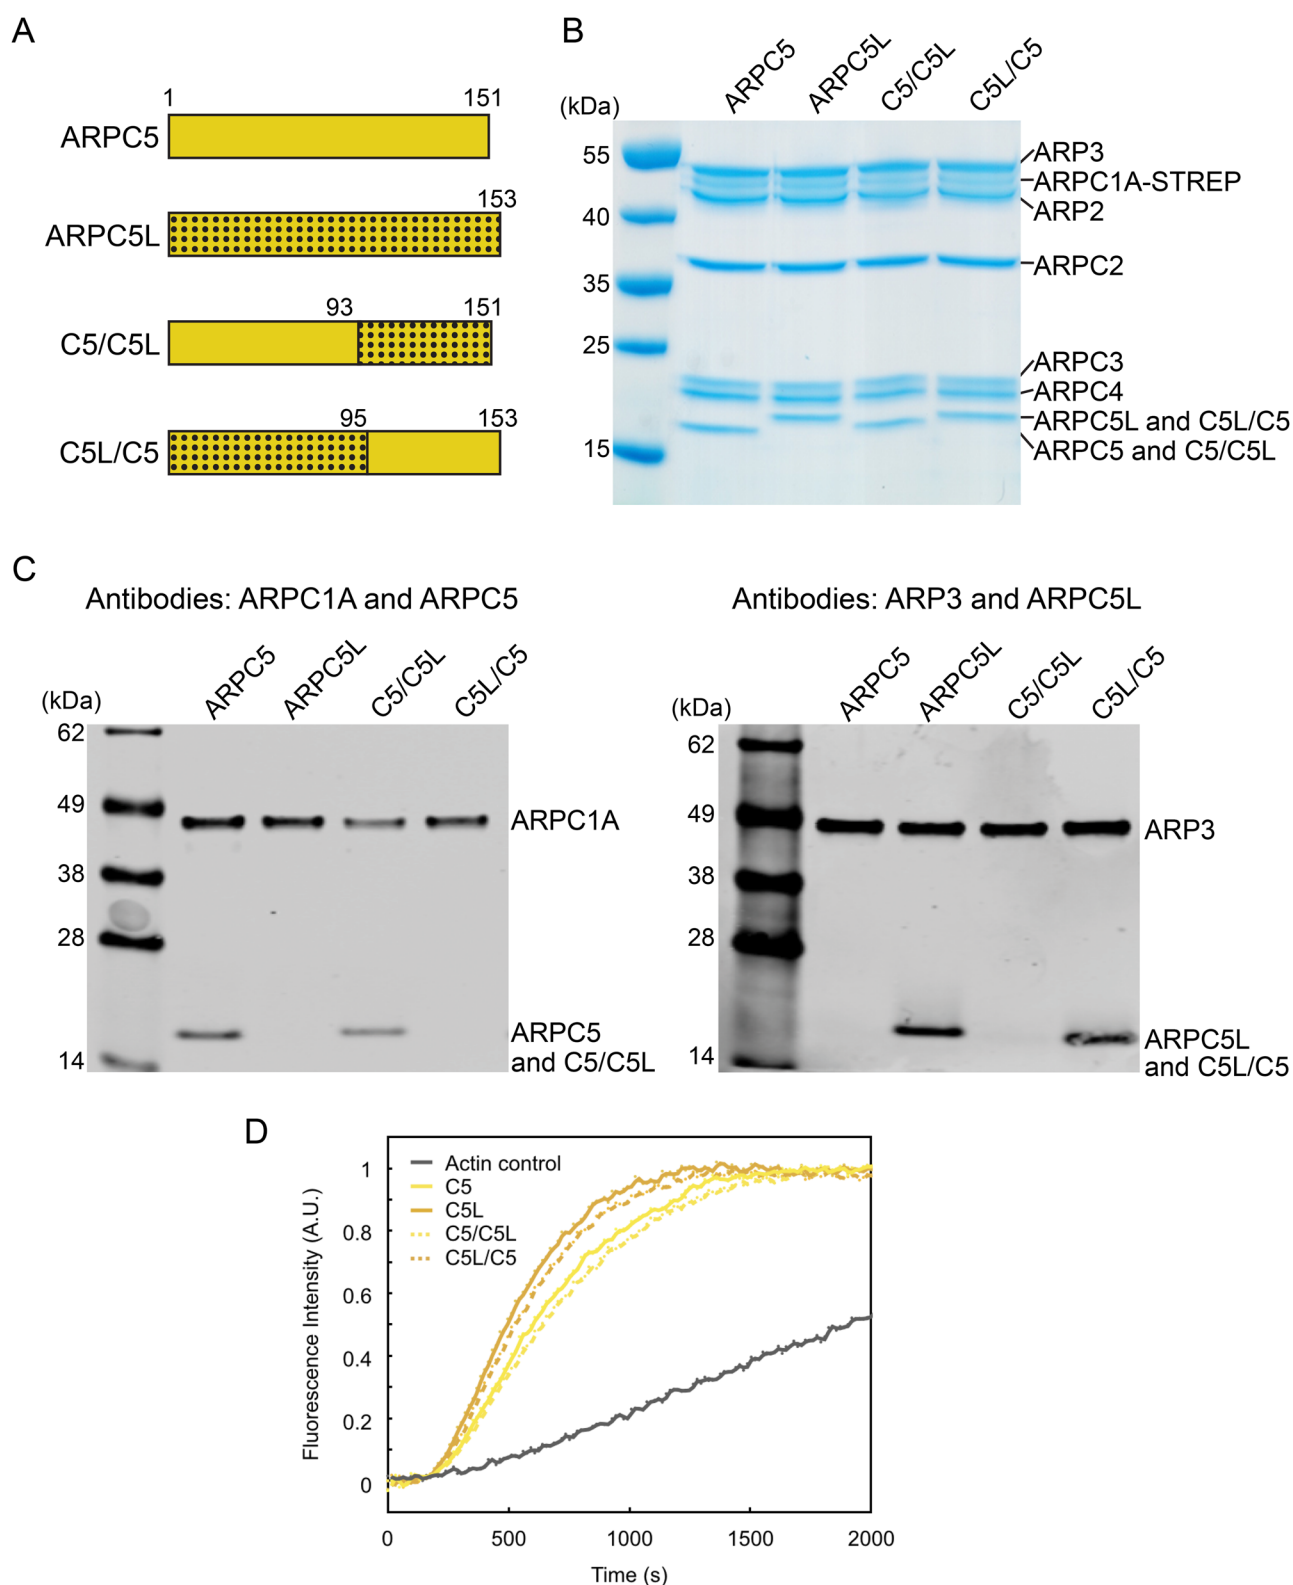 A
1 151
ARPC5
153
ARPC5L
93 151
C5/C5L
95 153
C5L/C5
B
(kDa) ARPC5 ARPC5L C5/C5L C5L/C5
55
40
35
25
15
ARP3
ARPC1A-STREP
ARP2
ARPC2
ARPC3
ARPC4
ARPC5L and C5L/C5
ARPC5 and C5/C5L
C
Antibodies: ARPC1A and ARPC5
(kDa) ARPC5 ARPC5L C5/C5L C5L/C5
62
49
38
28
14
ARPC1A
ARPC5
and C5/C5L
Antibodies: ARP3 and ARPC5L
(kDa) ARPC5 ARPC5L C5/C5L C5L/C5
62
49
38
28
14
ARP3
ARPC5L
and C5L/C5
D
Fluorescence Intensity (A.U.)
1
0.8
0.6
0.4
0.2
0
Actin control
C5
C5L
C5/C5L
C5L/C5
0 500 1000 1500 2000
Time (s)